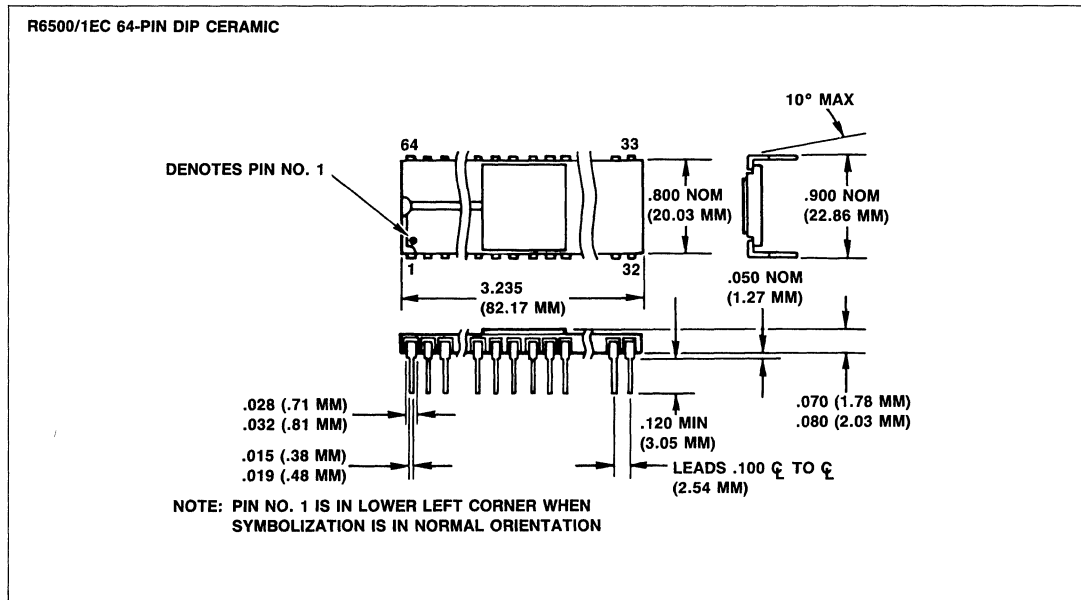 R6500/1EC 64-PIN DIP CERAMIC
10° MAX
64
33
DENOTES PIN NO. 1
.800 NOM
(20.03 MM)
.900 NOM
(22.86 MM)
1
32
3.235
(82.17 MM)
.050 NOM
(1.27 MM)
.028 (.71 MM)
.032 (.81 MM)
.015 (.38 MM)
.019 (.48 MM)
.120 MIN
(3.05 MM)
.070 (1.78 MM)
.080 (2.03 MM)
LEADS .100 ℄ TO ℄
(2.54 MM)
NOTE: PIN NO. 1 IS IN LOWER LEFT CORNER WHEN
SYMBOLIZATION IS IN NORMAL ORIENTATION